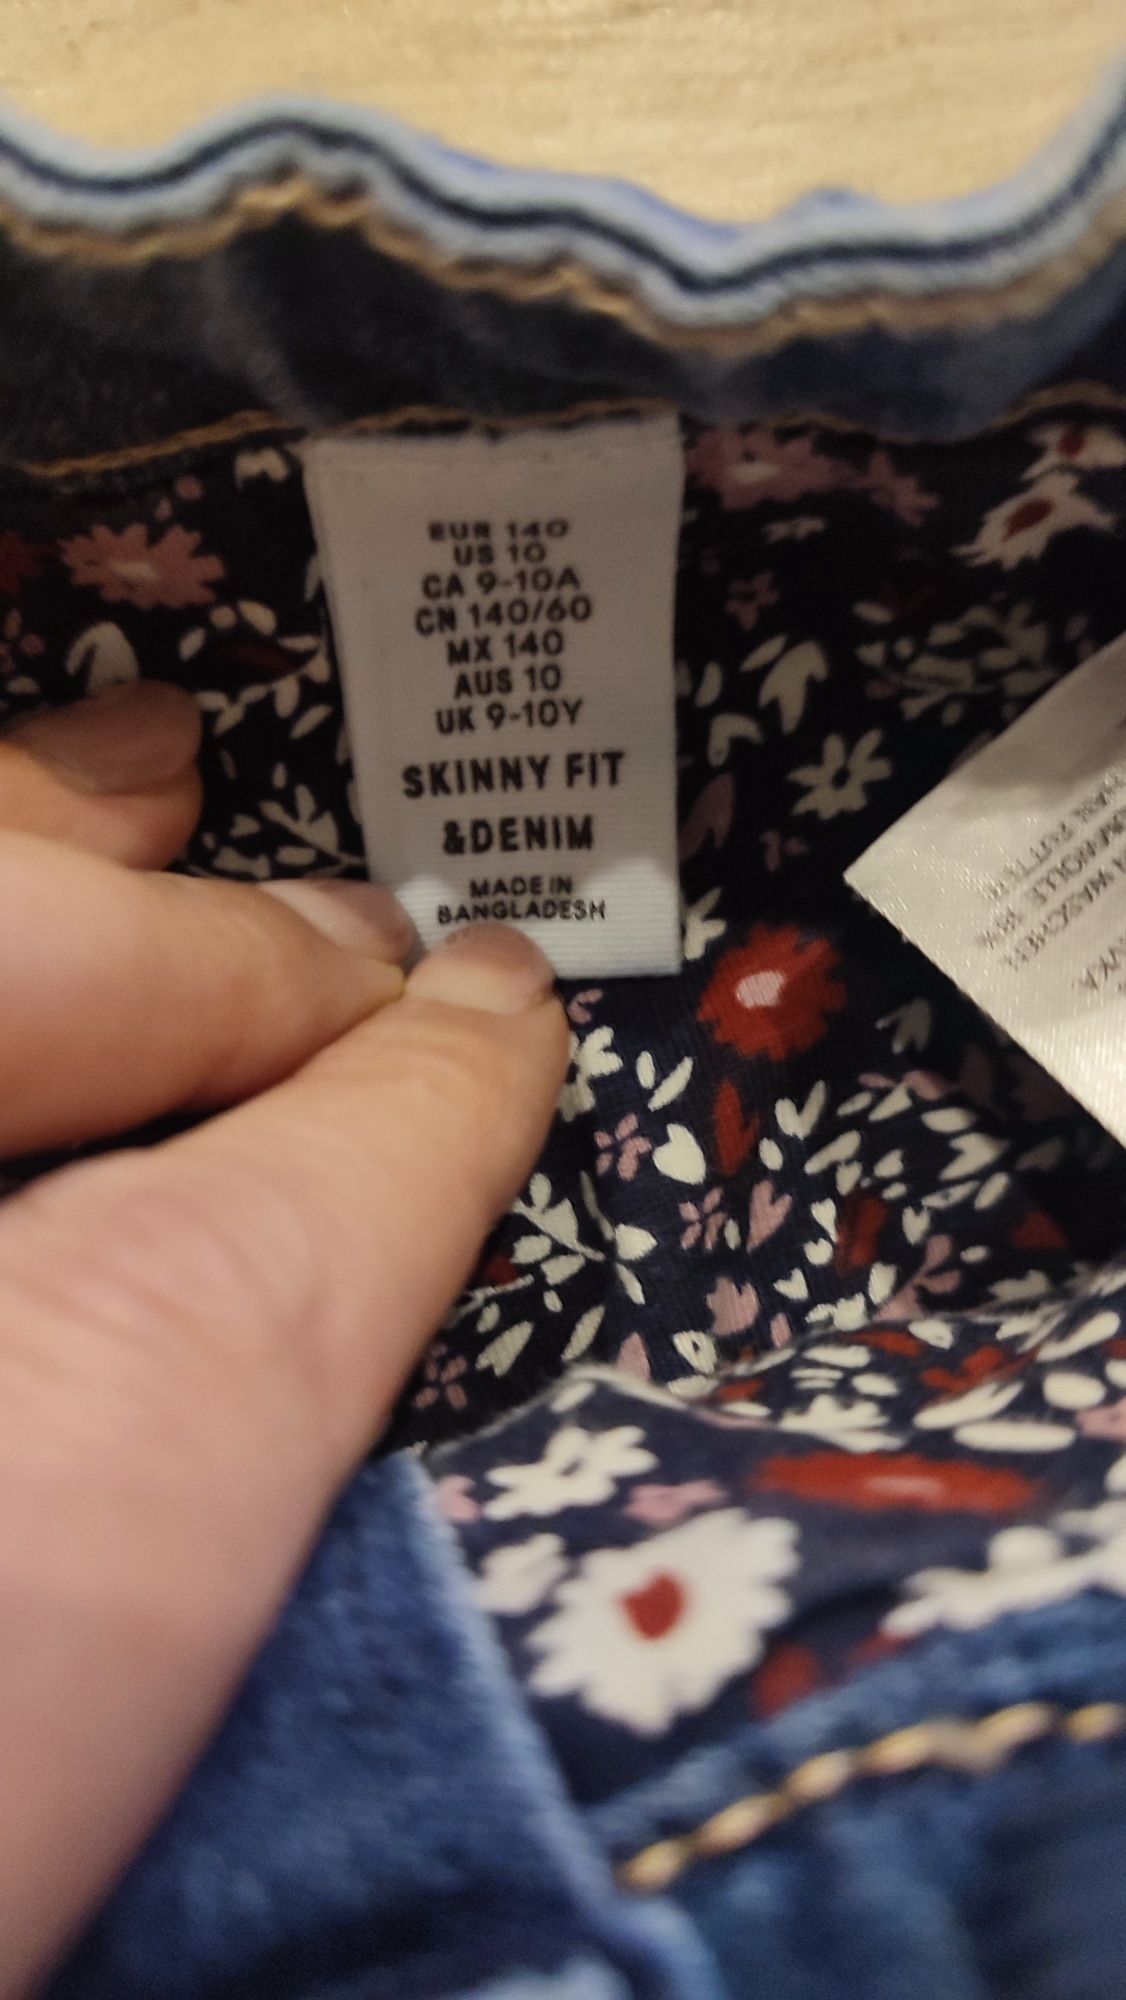 EUR 140
US 10
CA 9-10A
CN 140/60
MX 140
AUS 10
UK 9-10Y
SKINNY FIT
&DENIM
MADE IN
BANGLADESH
WASCHEN